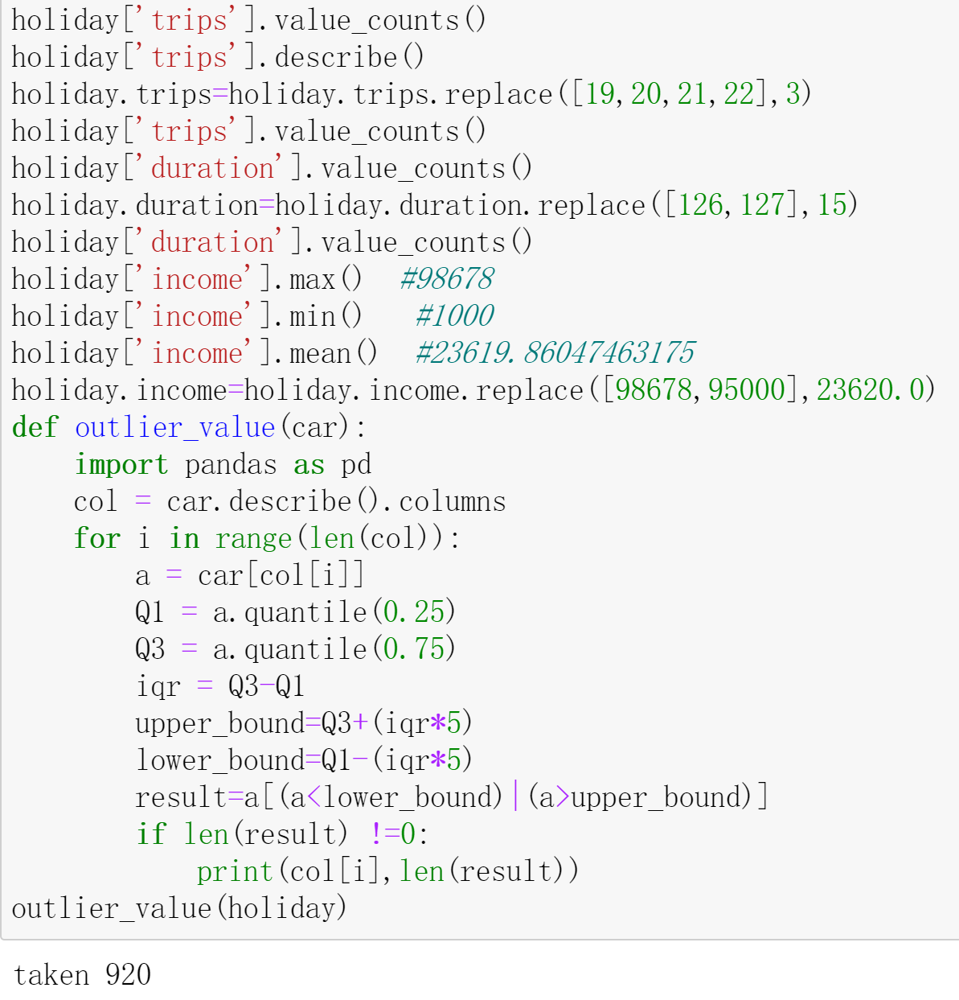 holiday['trips'].value_counts()
holiday['trips'].describe()
holiday.trips=holiday.trips.replace([19,20,21,22],3)
holiday['trips'].value_counts()
holiday['duration'].value_counts()
holiday.duration=holiday.duration.replace([126,127],15)
holiday['duration'].value_counts()
holiday['income'].max()  #98678
holiday['income'].min()   #1000
holiday['income'].mean()  #23619.86047463175
holiday.income=holiday.income.replace([98678,95000],23620.0)
def outlier_value(car):
    import pandas as pd
    col = car.describe().columns
    for i in range(len(col)):
        a = car[col[i]]
        Q1 = a.quantile(0.25)
        Q3 = a.quantile(0.75)
        iqr = Q3-Q1
        upper_bound=Q3+(iqr*5)
        lower_bound=Q1-(iqr*5)
        result=a[(a<lower_bound)|(a>upper_bound)]
        if len(result) !=0:
            print(col[i],len(result))
outlier_value(holiday)
taken 920